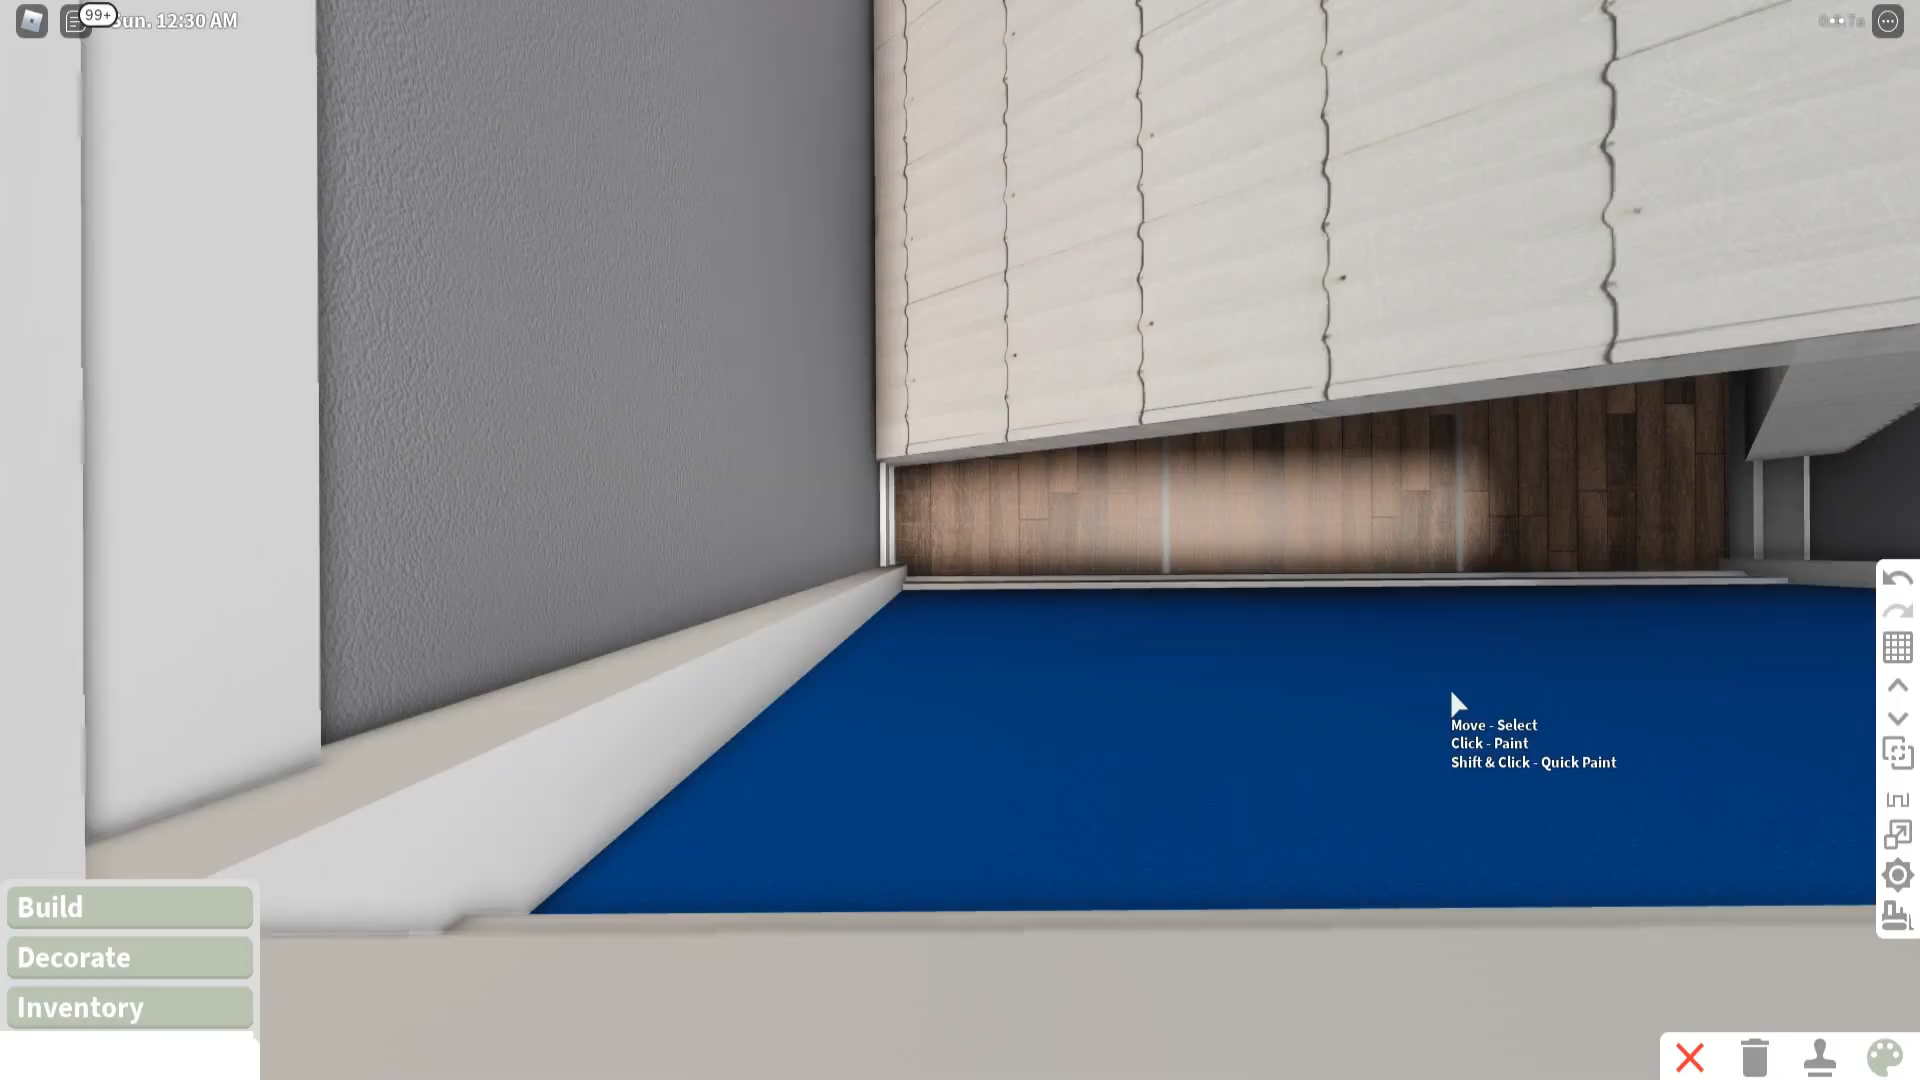 99+
Sun. 12:30 AM
Move - Select
Click - Paint
Shift & Click - Quick Paint
Build
Decorate
Inventory